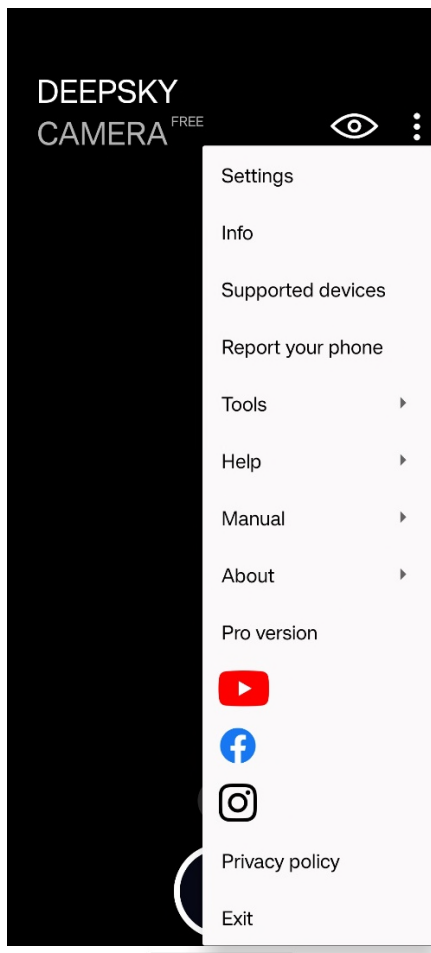 DEEPSKY
CAMERA FREE
Settings
Info
Supported devices
Report your phone
Tools
Help
Manual
About
Pro version
Privacy policy
Exit